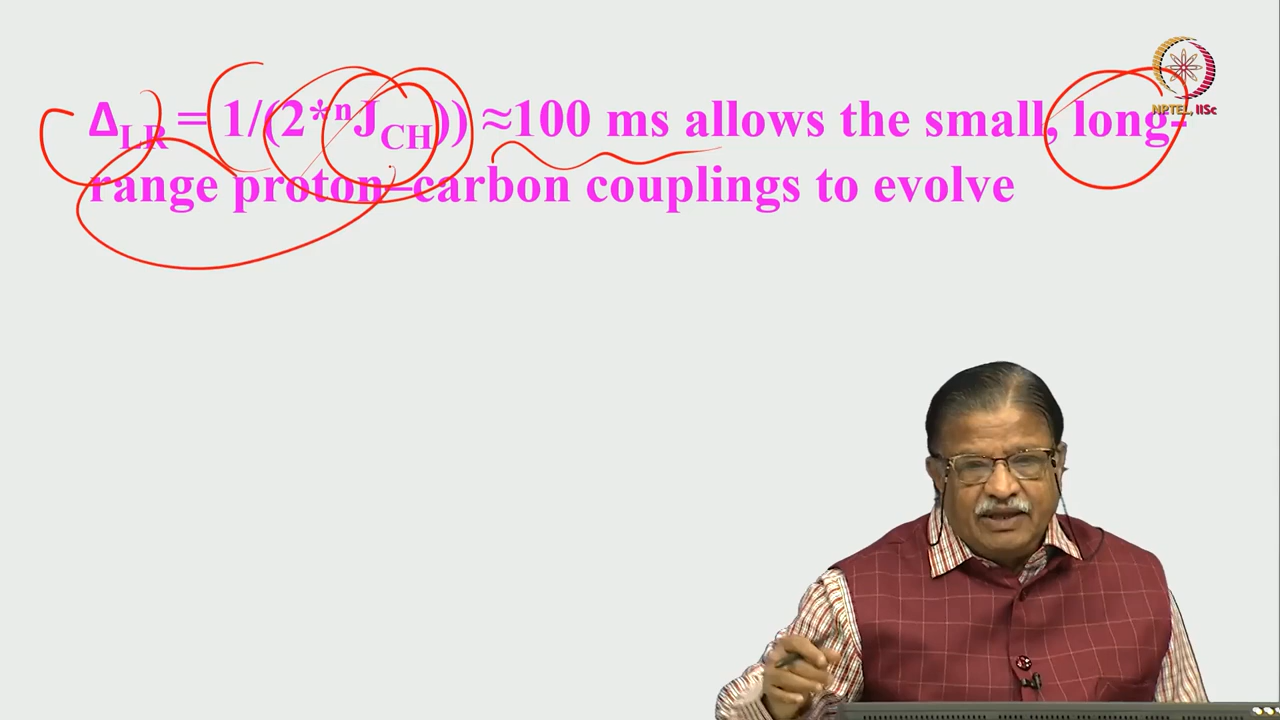 NPTEL, IISc
Δ_LR = 1/(2*ⁿJ_CH)) ≈100 ms allows the small, long-
range proton–carbon couplings to evolve